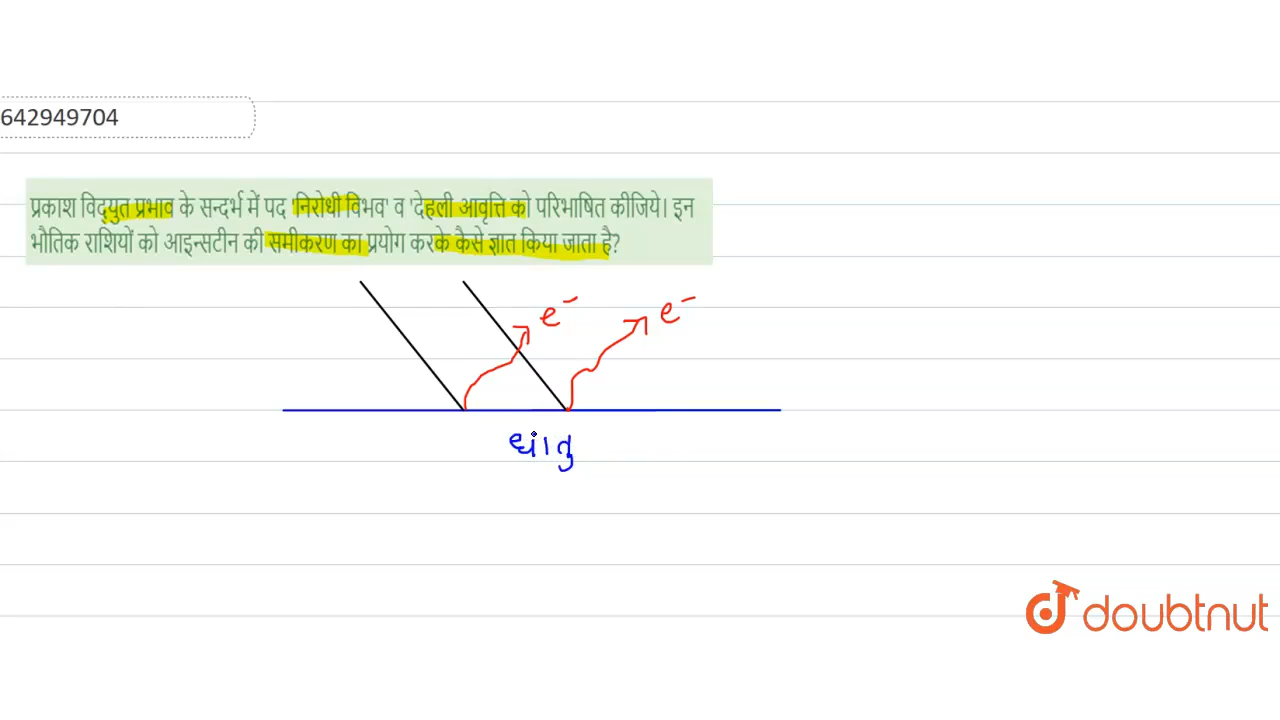 642949704
प्रकाश विद्युत प्रभाव के सन्दर्भ में पद 'निरोधी विभव' व 'देहली आवृत्ति को परिभाषित कीजिये। इन
भौतिक राशियों को आइन्सटीन की समीकरण का प्रयोग करके कैसे ज्ञात किया जाता है?
e⁻ e⁻
धातु
doubtnut